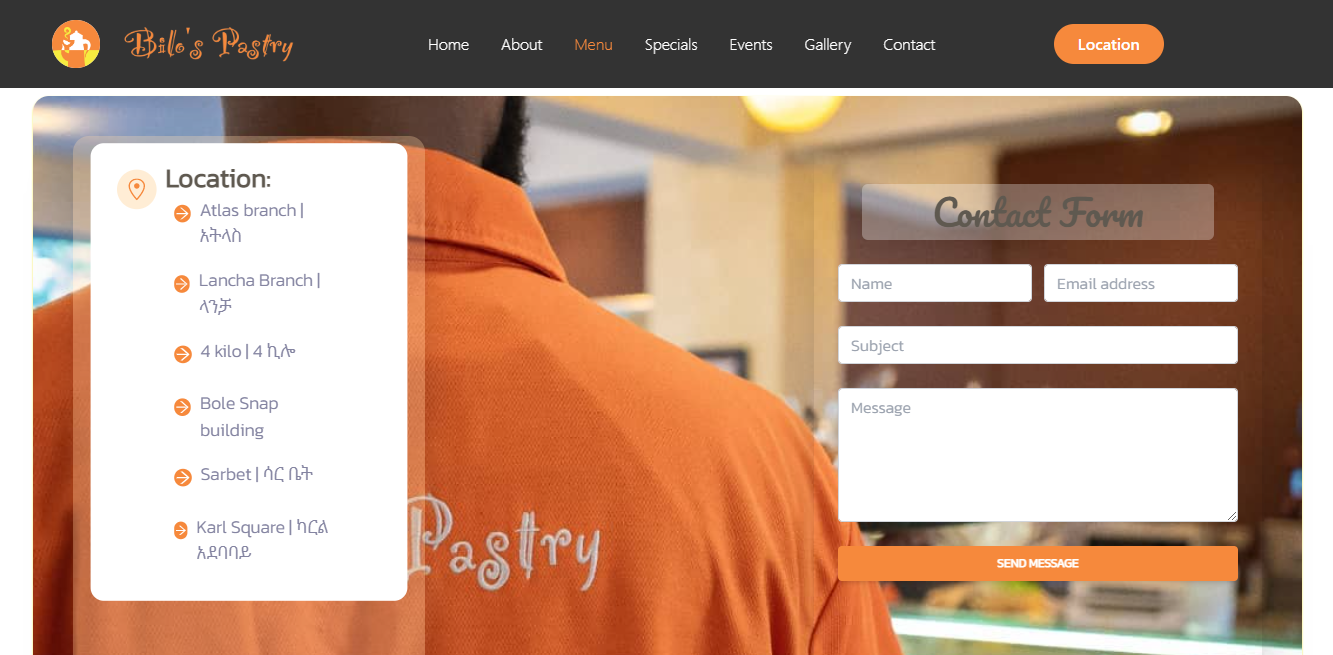 Bilo's Pastry
Home About Menu Specials Events Gallery Contact
Location
Location:
Atlas branch |
አትላስ
Lancha Branch |
ላንቻ
4 kilo | 4 ኪሎ
Bole Snap
building
Sarbet | ሳር ቤት
Karl Square | ካርል
አደባባይ
Pastry
Contact Form
Name Email address
Subject
Message
SEND MESSAGE